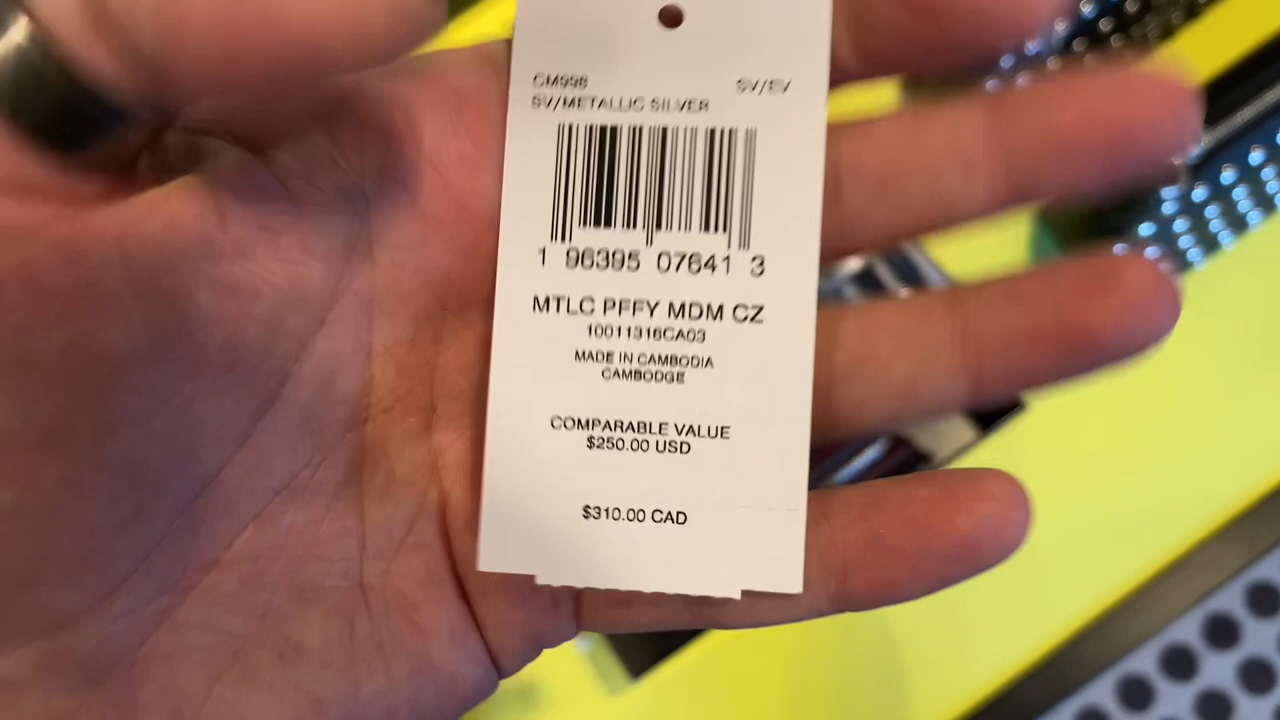 CM998 SV/SV
SV/METALLIC SILVER
1 96395 07641 3
MTLC PFFY MDM CZ
10011316CA03
MADE IN CAMBODIA
CAMBODGE
COMPARABLE VALUE
$250.00 USD
$310.00 CAD